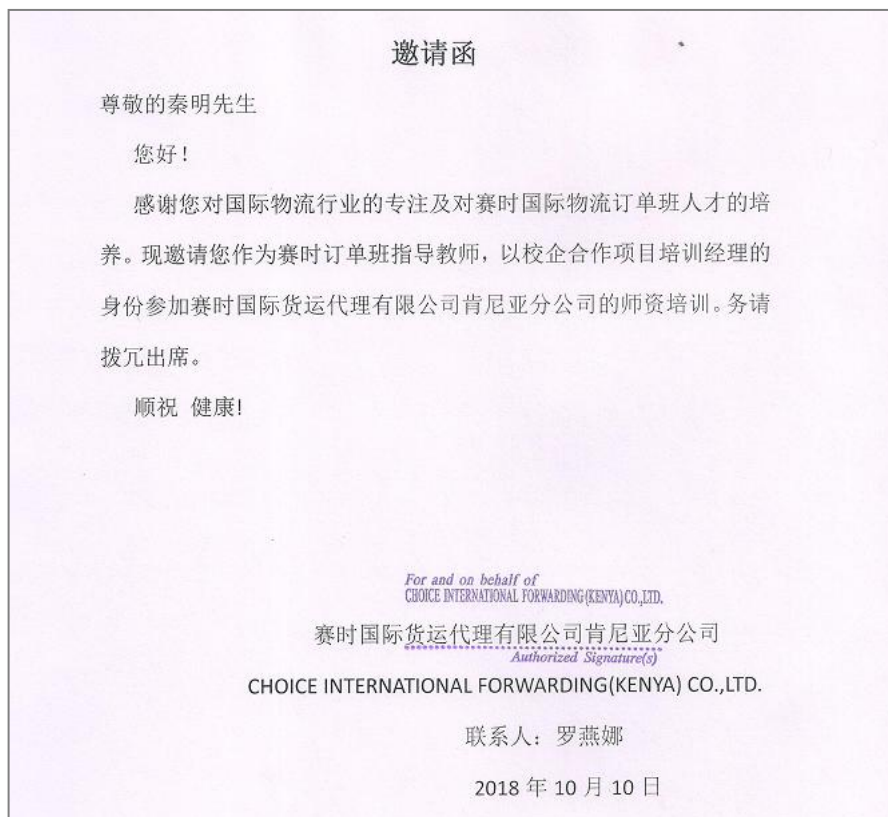 邀请函
尊敬的秦明先生
您好！
感谢您对国际物流行业的专注及对赛时国际物流订单班人才的培
养。现邀请您作为赛时订单班指导教师，以校企合作项目培训经理的
身份参加赛时国际货运代理有限公司肯尼亚分公司的师资培训。务请
拨冗出席。
顺祝 健康!
For and on behalf of
CHOICE INTERNATIONAL FORWARDING(KENYA)CO.,LTD.
赛时国际货运代理有限公司肯尼亚分公司
Authorized Signature(s)
CHOICE INTERNATIONAL FORWARDING(KENYA) CO.,LTD.
联系人：罗燕娜
2018 年 10 月 10 日